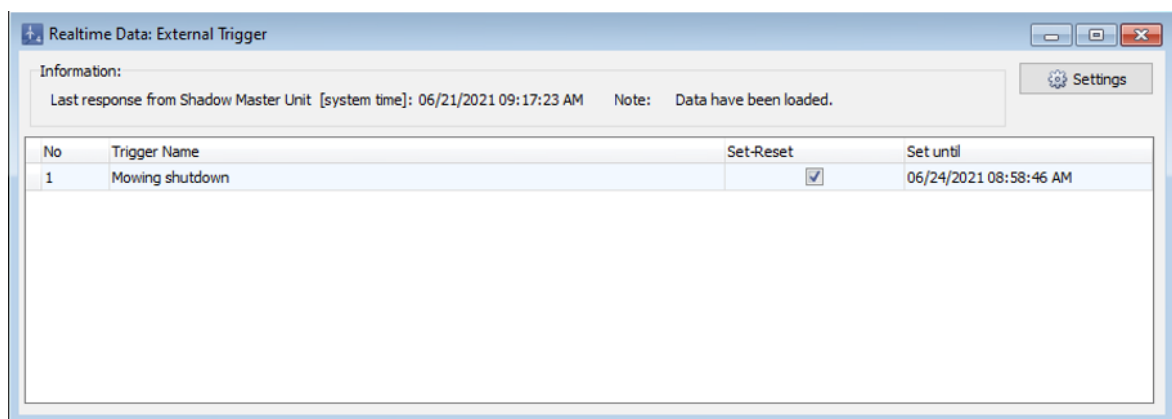 Realtime Data: External Trigger
Information:
Settings
Last response from Shadow Master Unit [system time]: 06/21/2021 09:17:23 AM Note: Data have been loaded.
No Trigger Name Set-Reset Set until
1 Mowing shutdown 06/24/2021 08:58:46 AM